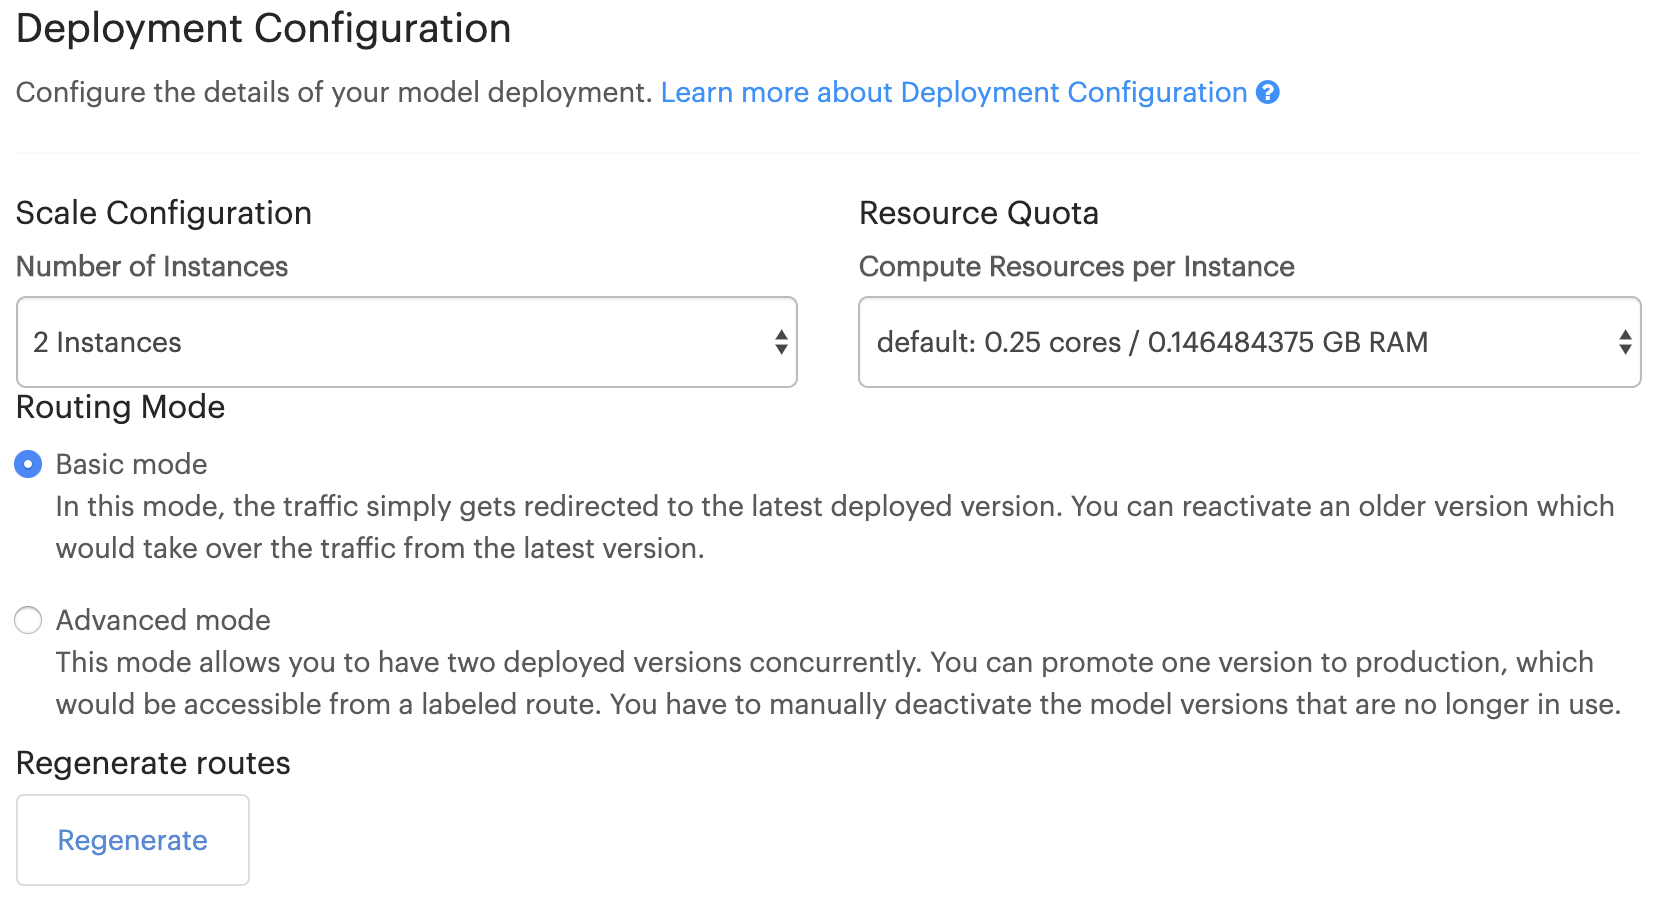 Deployment Configuration
Configure the details of your model deployment. Learn more about Deployment Configuration ?
Scale Configuration
Number of Instances
2 Instances
Resource Quota
Compute Resources per Instance
default: 0.25 cores / 0.146484375 GB RAM
Routing Mode
Basic mode
In this mode, the traffic simply gets redirected to the latest deployed version. You can reactivate an older version which
would take over the traffic from the latest version.
Advanced mode
This mode allows you to have two deployed versions concurrently. You can promote one version to production, which
would be accessible from a labeled route. You have to manually deactivate the model versions that are no longer in use.
Regenerate routes
Regenerate